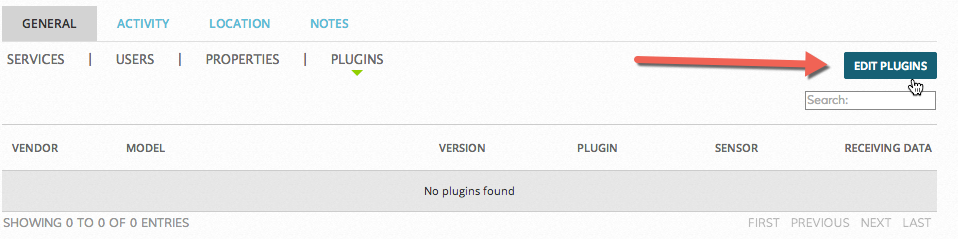 GENERAL ACTIVITY LOCATION NOTES
SERVICES | USERS | PROPERTIES | PLUGINS
EDIT PLUGINS
Search:
VENDOR MODEL VERSION PLUGIN SENSOR RECEIVING DATA
No plugins found
SHOWING 0 TO 0 OF 0 ENTRIES FIRST PREVIOUS NEXT LAST